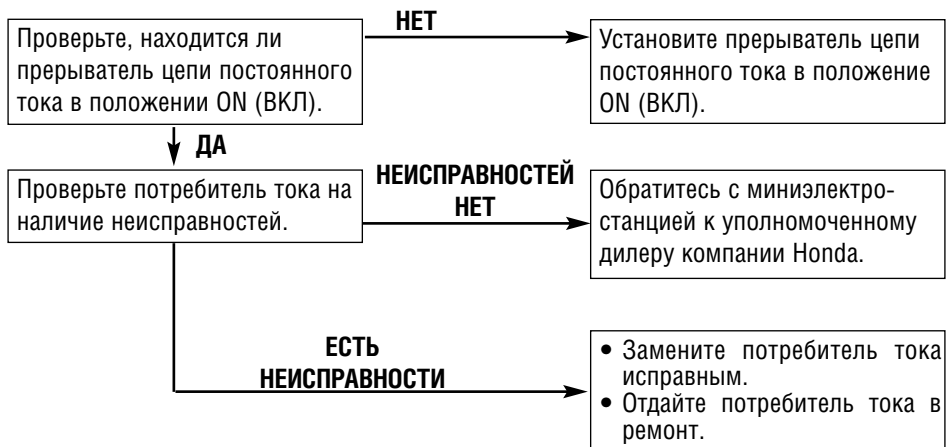 НЕТ
Проверьте, находится ли
прерыватель цепи постоянного
тока в положении ON (ВКЛ).
Установите прерыватель цепи
постоянного тока в положение
ON (ВКЛ).
ДА
Проверьте потребитель тока на
наличие неисправностей.
НЕИСПРАВНОСТЕЙ
НЕТ
Обратитесь с миниэлектро-
станцией к уполномоченному
дилеру компании Honda.
ЕСТЬ
НЕИСПРАВНОСТИ
• Замените потребитель тока
исправным.
• Отдайте потребитель тока в
ремонт.